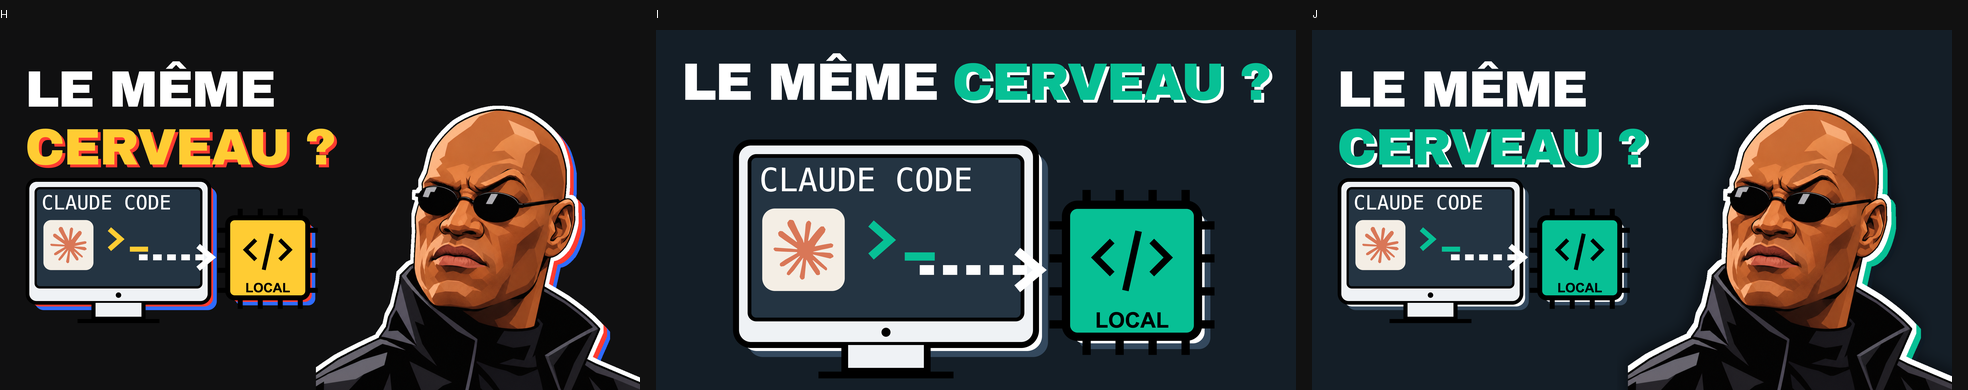 H
LE MÊME
CERVEAU ?
CLAUDE CODE
>_
</>
LOCAL
I
LE MÊME CERVEAU ?
CLAUDE CODE
>_
</>
LOCAL
J
LE MÊME
CERVEAU ?
CLAUDE CODE
>_
</>
LOCAL